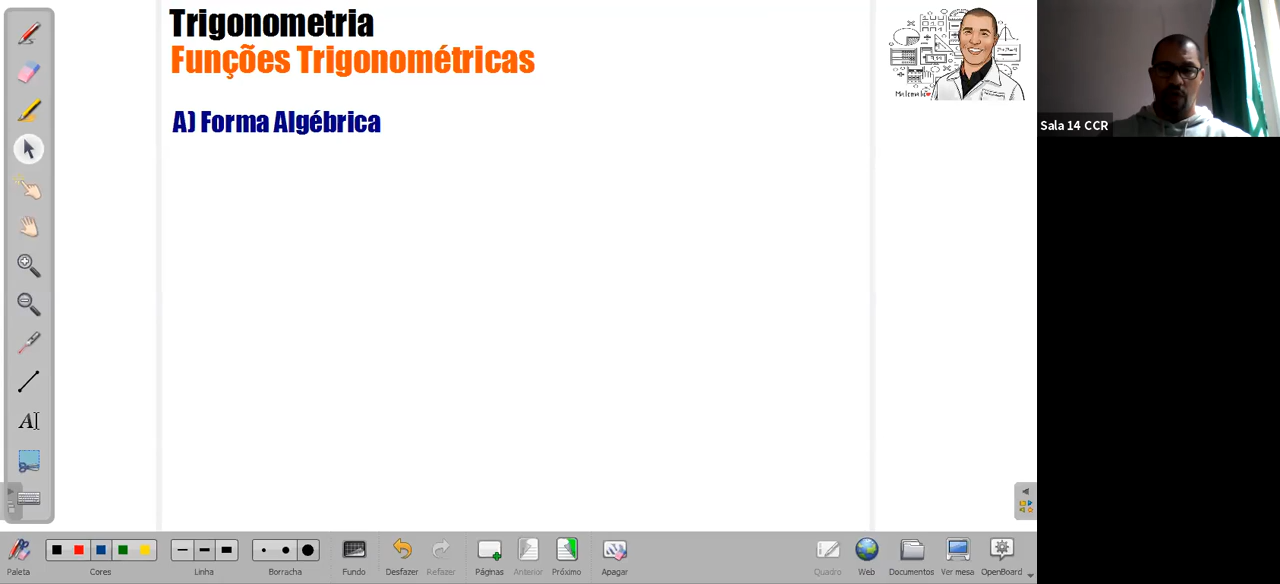 Trigonometria
Funções Trigonométricas
A) Forma Algébrica
Sala 14 CCR
Paleta
Cores
Linha
Borracha
Fundo
Desfazer
Refazer
Páginas
Anterior
Próximo
Apagar
Quadro
Web
Documentos
Ver mesa
OpenBoard